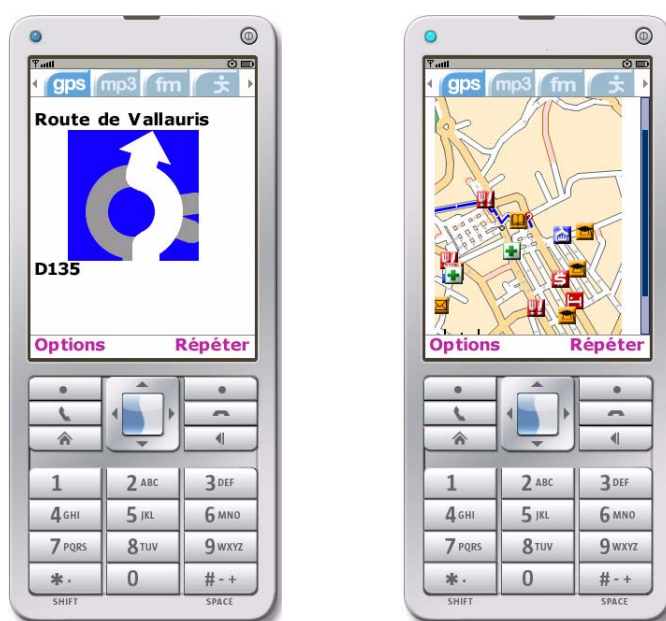 gps mp3 fm
Route de Vallauris
D135
Options Répéter
1 2 ABC 3 DEF
4 GHI 5 JKL 6 MNO
7 PQRS 8 TUV 9 WXYZ
* . 0 # - +
SHIFT SPACE
gps mp3 fm
Options Répéter
1 2 ABC 3 DEF
4 GHI 5 JKL 6 MNO
7 PQRS 8 TUV 9 WXYZ
* . 0 # - +
SHIFT SPACE